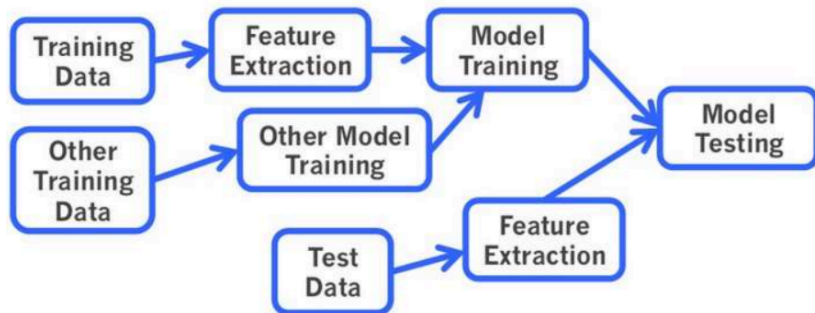 Training
Data
Feature
Extraction
Model
Training
Other
Training
Data
Other Model
Training
Model
Testing
Test
Data
Feature
Extraction